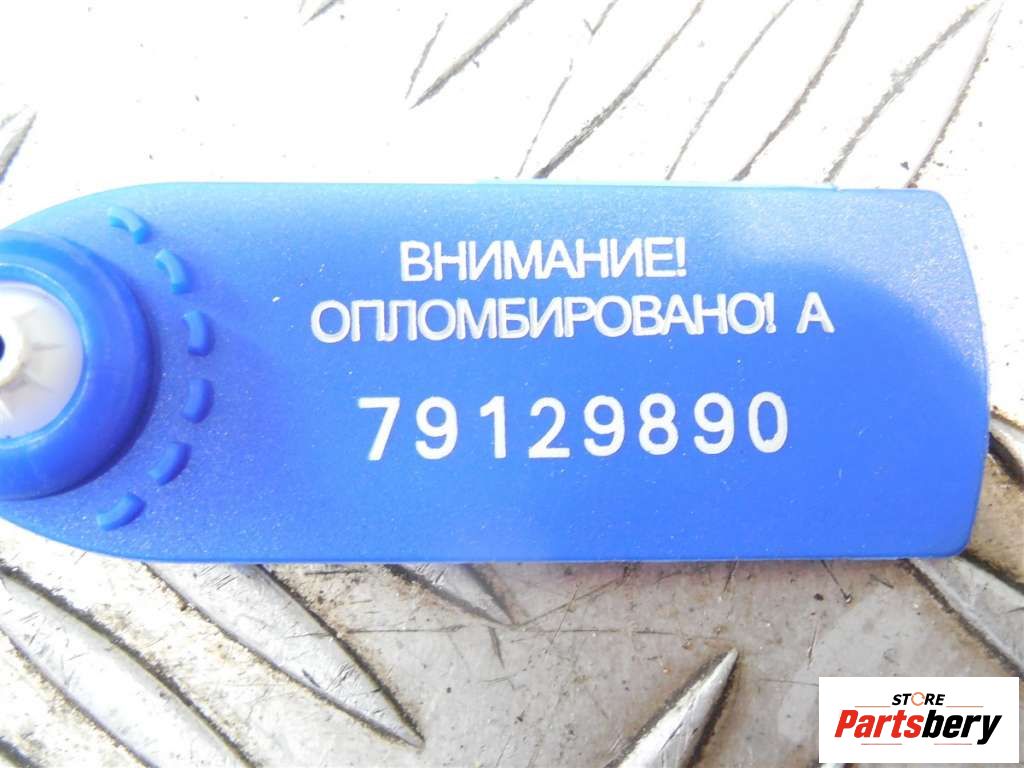 ВНИМАНИЕ!
ОПЛОМБИРОВАНО! А
79129890
STORE
Partsbery